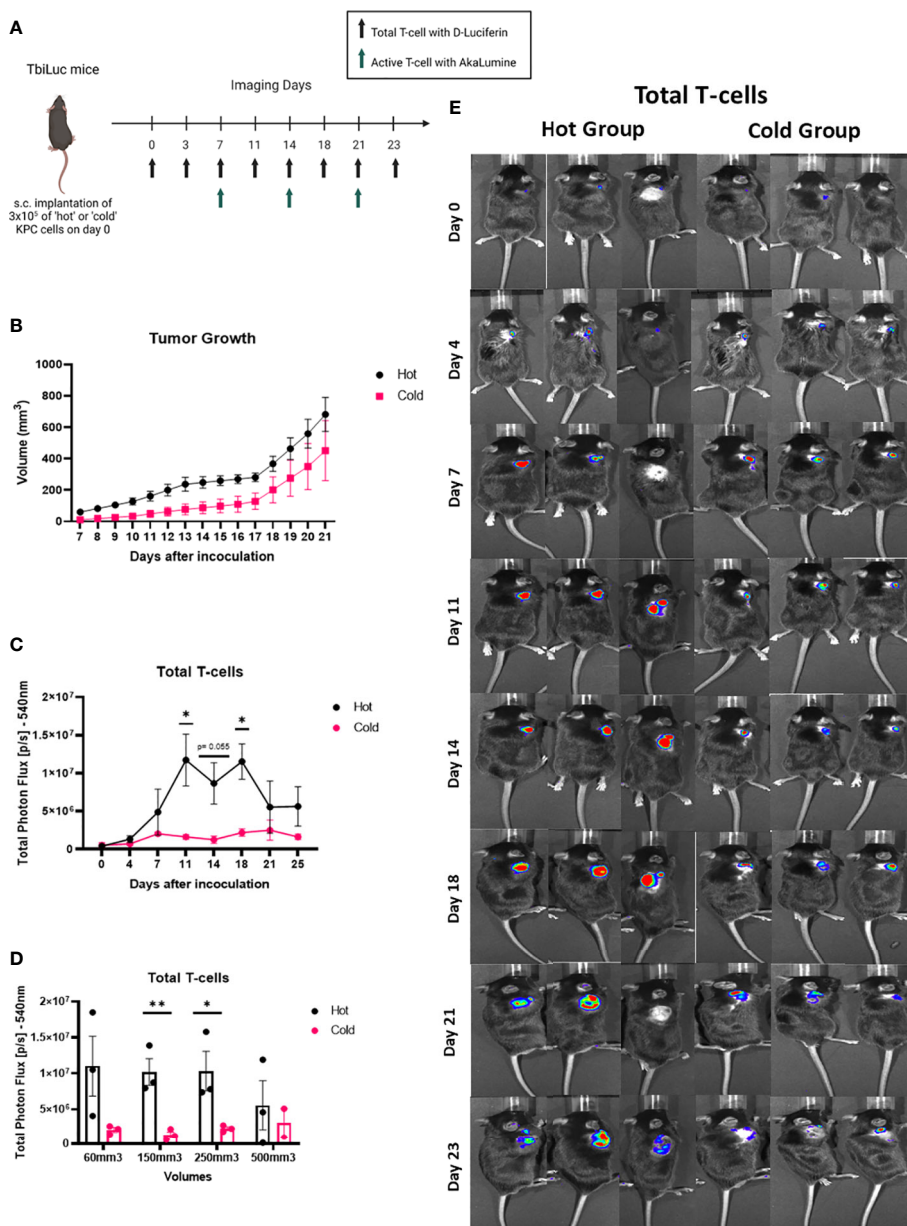 A
Total T-cell with D-Luciferin
Active T-cell with AkaLumine
TbiLuc mice
Imaging Days
0 3 7 11 14 18 21 23
s.c. implantation of
3x10⁵ of 'hot' or 'cold'
KPC cells on day 0
B
Tumor Growth
Volume (mm³)
800
600
400
200
0
7 8 9 10 11 12 13 14 15 16 17 18 19 20 21
Days after incoculation
Hot
Cold
C
Total T-cells
Total Photon Flux [p/s] - 540nm
2×10⁷
1.5×10⁷
1×10⁷
5×10⁶
0
* p= 0.055 *
0 4 7 11 14 18 21 25
Days after incoculation
Hot
Cold
D
Total T-cells
Total Photon Flux [p/s] - 540nm
2×10⁷
1.5×10⁷
1×10⁷
5×10⁶
0
** *
60mm3 150mm3 250mm3 500mm3
Volumes
Hot
Cold
E
Total T-cells
Hot Group Cold Group
Day 0
Day 4
Day 7
Day 11
Day 14
Day 18
Day 21
Day 23